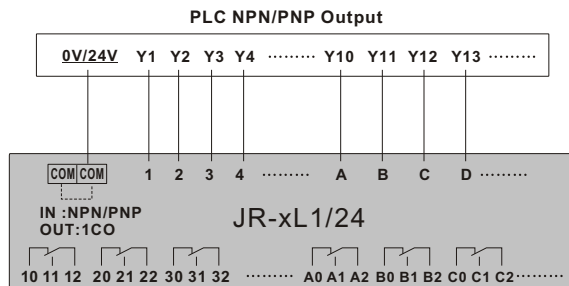 PLC NPN/PNP Output
0V/24V Y1 Y2 Y3 Y4 ········· Y10 Y11 Y12 Y13 ·········
COM COM 1 2 3 4 ········· A B C D ·········
IN :NPN/PNP
OUT:1CO
JR-xL1/24
10 11 12 20 21 22 30 31 32 ········· A0 A1 A2 B0 B1 B2 C0 C1 C2 ·········